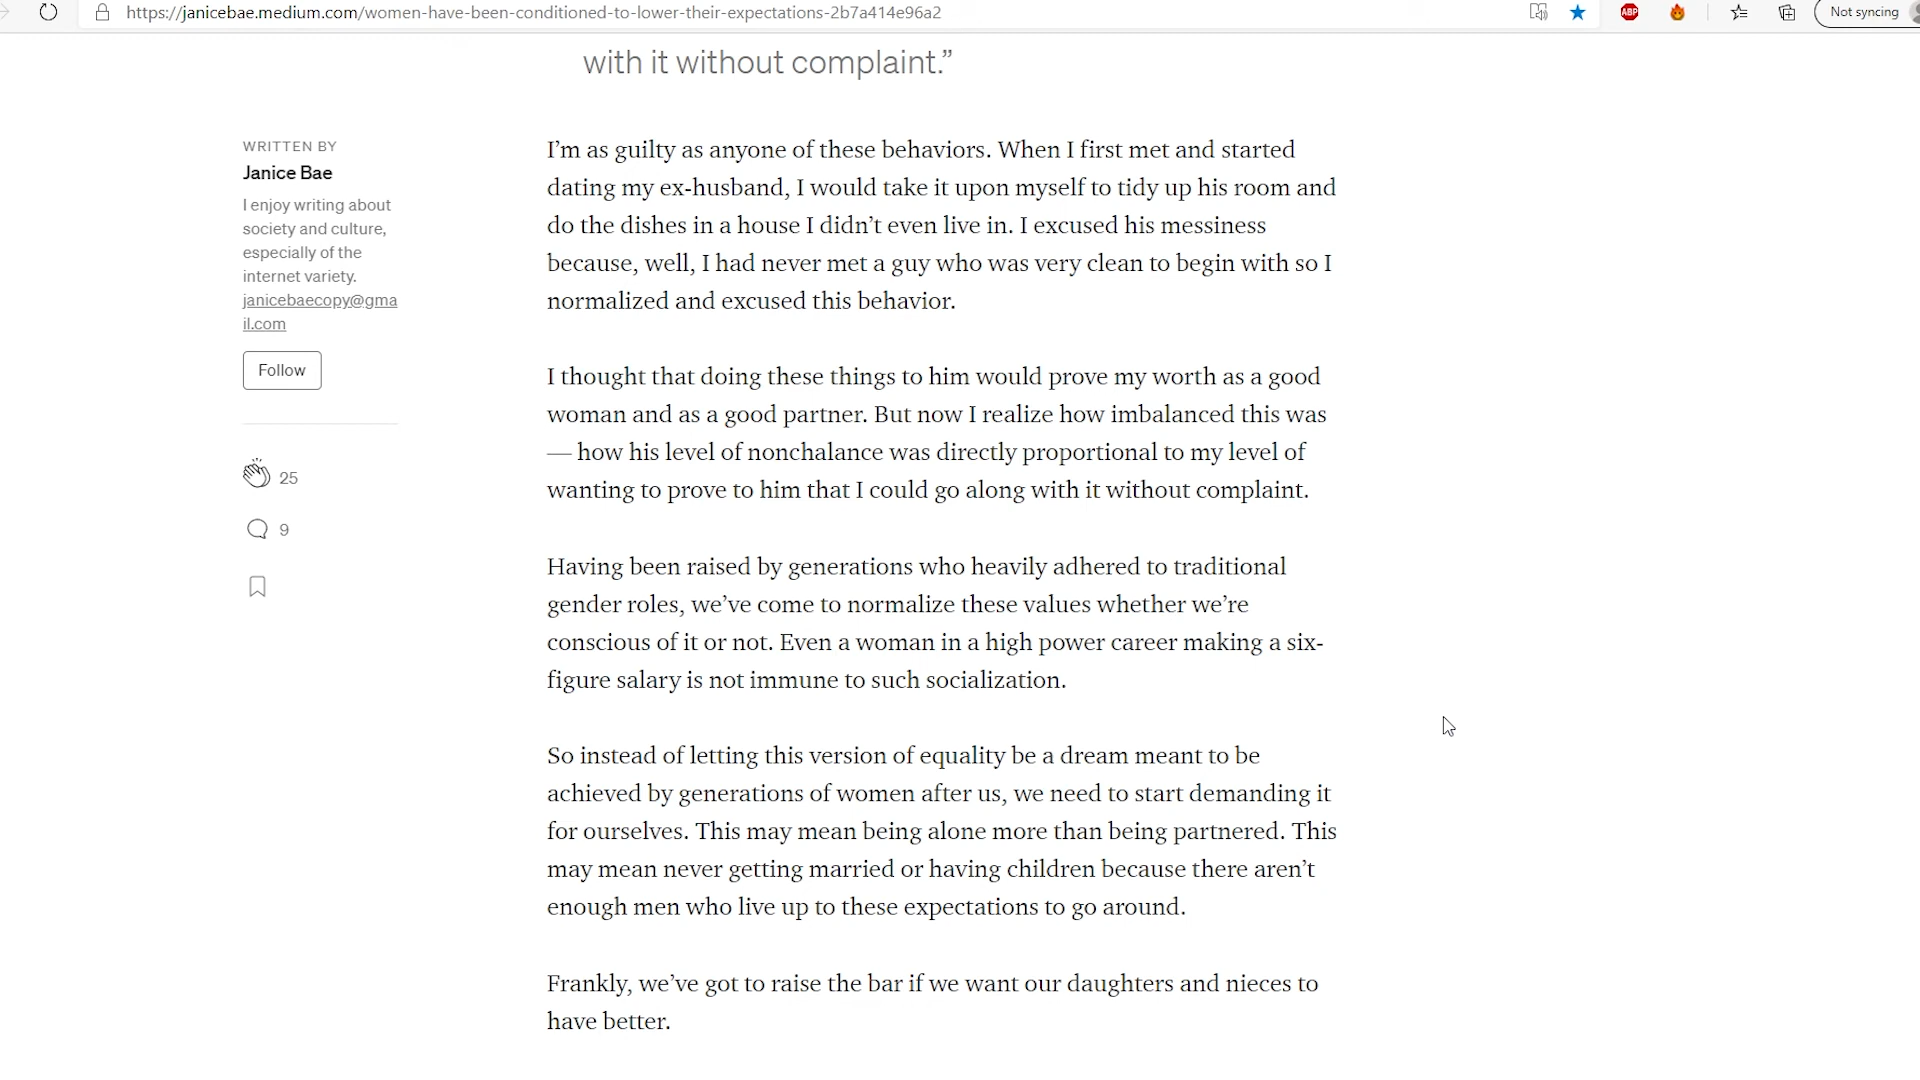 https://janicebae.medium.com/women-have-been-conditioned-to-lower-their-expectations-2b7a414e96a2
ABP
Not syncing
with it without complaint.”
WRITTEN BY
Janice Bae
I enjoy writing about
society and culture,
especially of the
internet variety.
janicebaecopy@gma
il.com
Follow
25
9
I’m as guilty as anyone of these behaviors. When I first met and started
dating my ex-husband, I would take it upon myself to tidy up his room and
do the dishes in a house I didn’t even live in. I excused his messiness
because, well, I had never met a guy who was very clean to begin with so I
normalized and excused this behavior.
I thought that doing these things to him would prove my worth as a good
woman and as a good partner. But now I realize how imbalanced this was
— how his level of nonchalance was directly proportional to my level of
wanting to prove to him that I could go along with it without complaint.
Having been raised by generations who heavily adhered to traditional
gender roles, we’ve come to normalize these values whether we’re
conscious of it or not. Even a woman in a high power career making a six-
figure salary is not immune to such socialization.
So instead of letting this version of equality be a dream meant to be
achieved by generations of women after us, we need to start demanding it
for ourselves. This may mean being alone more than being partnered. This
may mean never getting married or having children because there aren’t
enough men who live up to these expectations to go around.
Frankly, we’ve got to raise the bar if we want our daughters and nieces to
have better.